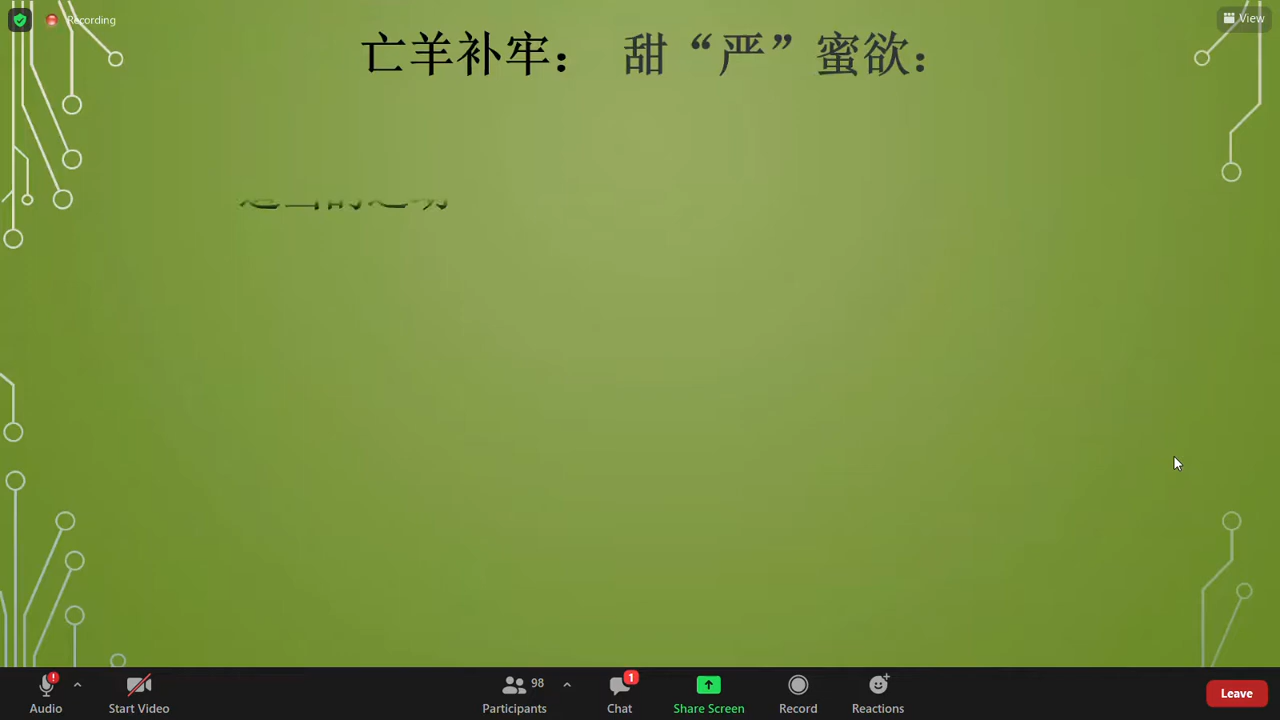 Recording
View
亡羊补牢： 甜“严”蜜欲：
98
1
Audio
Start Video
Participants
Chat
Share Screen
Record
Reactions
Leave